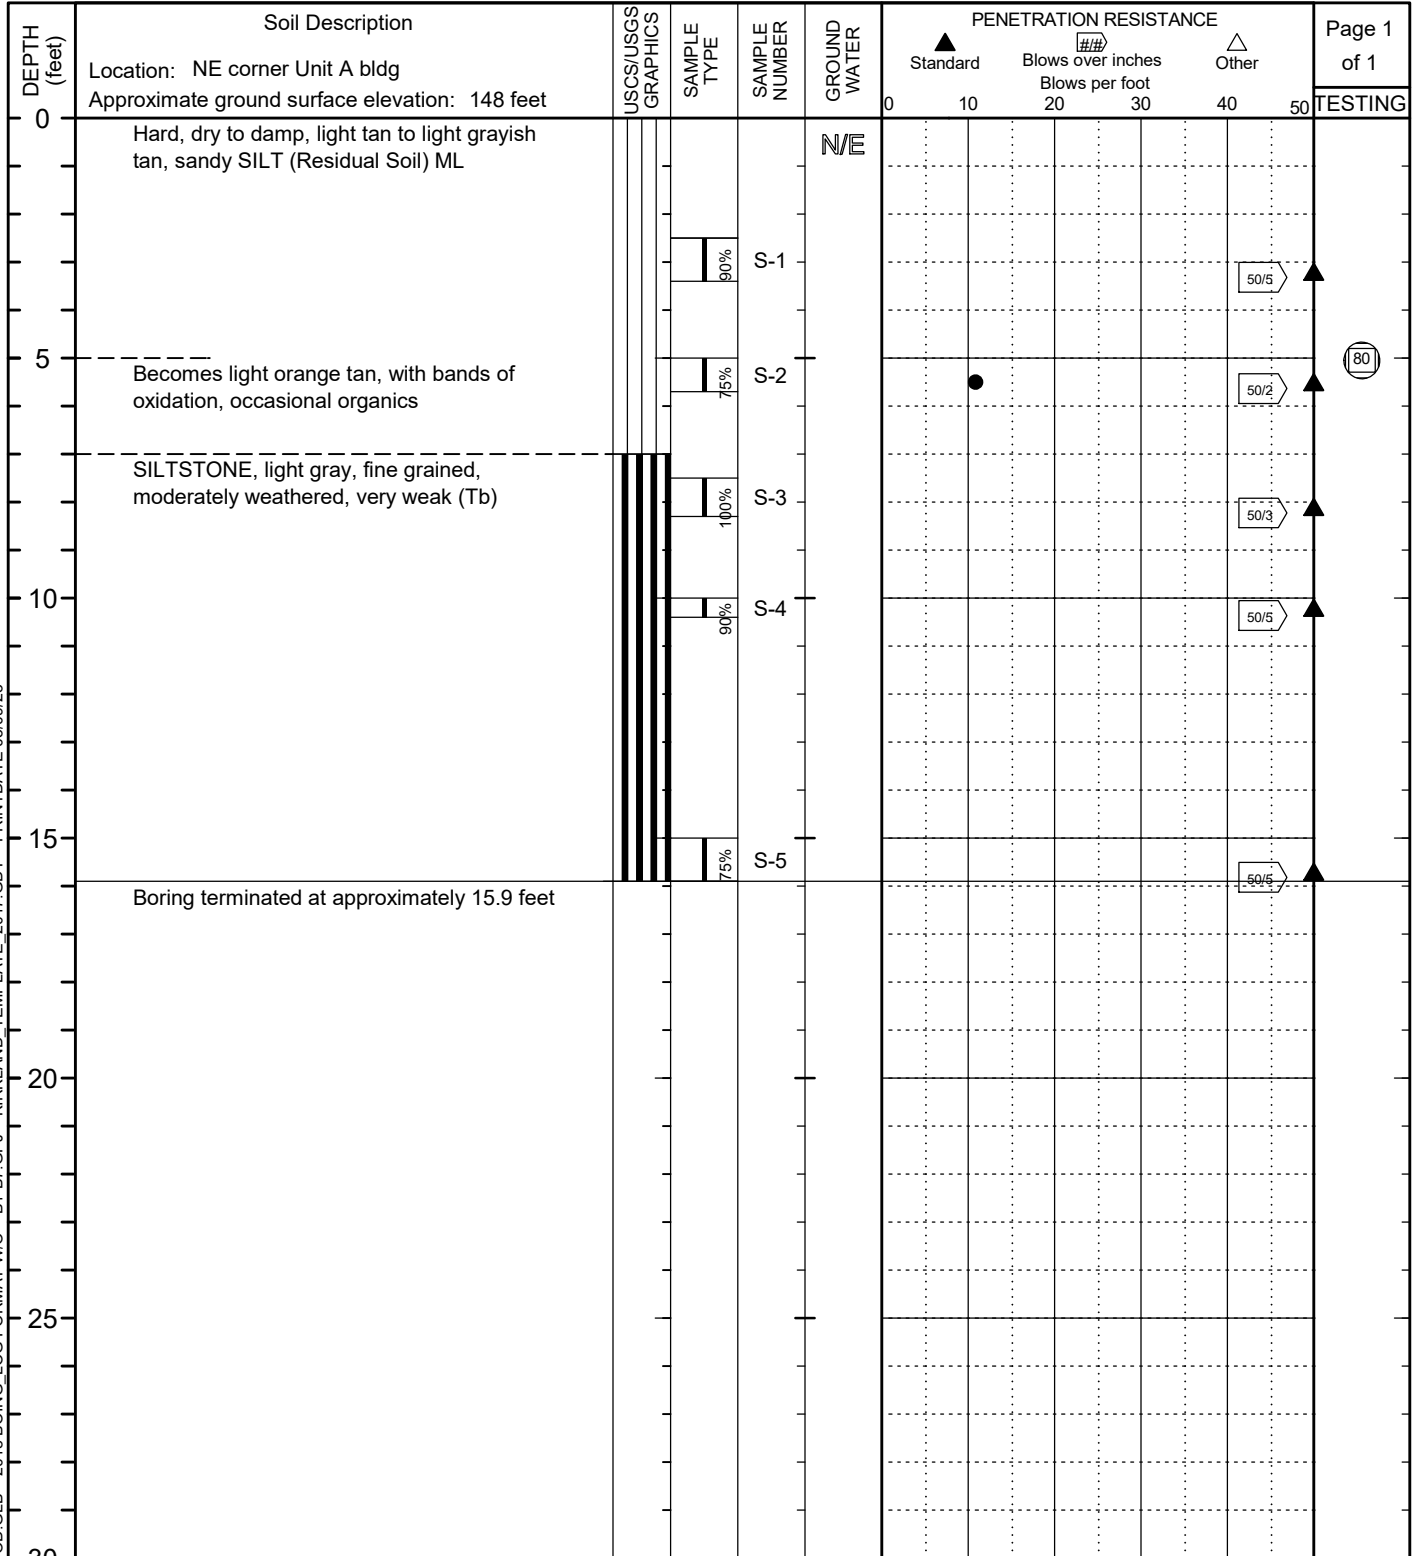 DEPTH
(feet)
Soil Description
Location: NE corner Unit A bldg
Approximate ground surface elevation: 148 feet
USCS/USGS
GRAPHICS
SAMPLE
TYPE
SAMPLE
NUMBER
GROUND
WATER
PENETRATION RESISTANCE
Standard
#/#
Blows over inches
Blows per foot
Other
0 10 20 30 40 50
Page 1
of 1
TESTING
0
Hard, dry to damp, light tan to light grayish
tan, sandy SILT (Residual Soil) ML
N/E
90% S-1 50/5
5
Becomes light orange tan, with bands of
oxidation, occasional organics
75% S-2 50/2 80
SILTSTONE, light gray, fine grained,
moderately weathered, very weak (Tb)
100% S-3 50/3
10
90% S-4 50/5
15
75% S-5 50/5
Boring terminated at approximately 15.9 feet
20
25
30